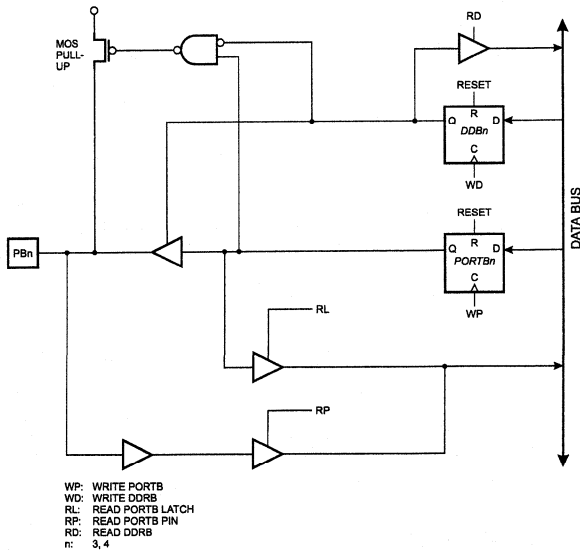 RD
MOS
PULL-
UP
RESET
R
Q
DDBn
D
C
WD
RESET
R
Q
PORTBn
D
C
WP
PBn
DATA BUS
RL
RP
WP: WRITE PORTB
WD: WRITE DDRB
RL: READ PORTB LATCH
RP: READ PORTB PIN
RD: READ DDRB
n: 3, 4